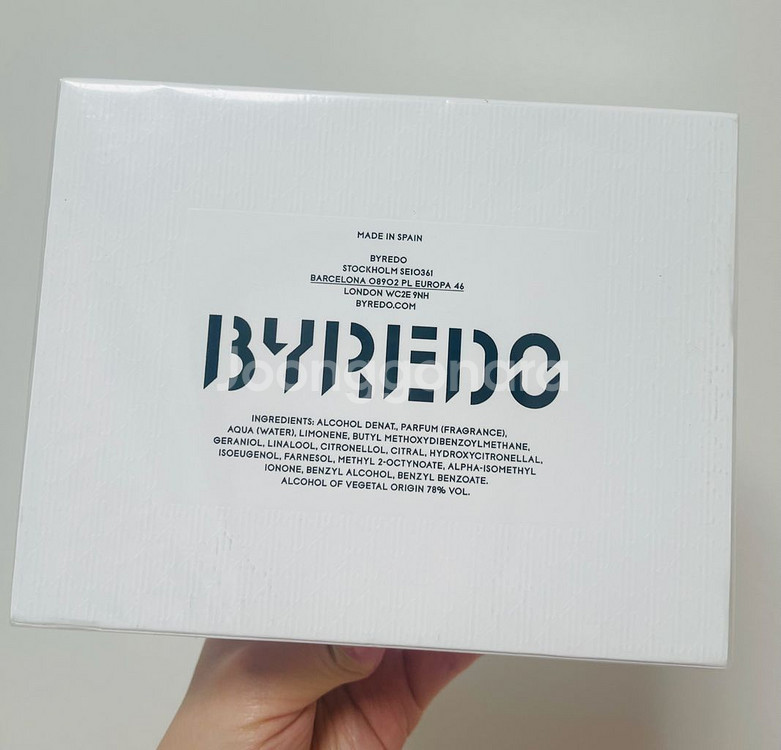 MADE IN SPAIN
BYREDO
STOCKHOLM SE10361
BARCELONA 08902 PL EUROPA 46
LONDON WC2E 9NH
BYREDO.COM
BYREDO
Joonggonara
INGREDIENTS: ALCOHOL DENAT., PARFUM (FRAGRANCE),
AQUA (WATER), LIMONENE, BUTYL METHOXYDIBENZOYLMETHANE,
GERANIOL, LINALOOL, CITRONELLOL, CITRAL, HYDROXYCITRONELLAL,
ISOEUGENOL, FARNESOL, METHYL 2-OCTYNOATE, ALPHA-ISOMETHYL
IONONE, BENZYL ALCOHOL, BENZYL BENZOATE.
ALCOHOL OF VEGETAL ORIGIN 78% VOL.